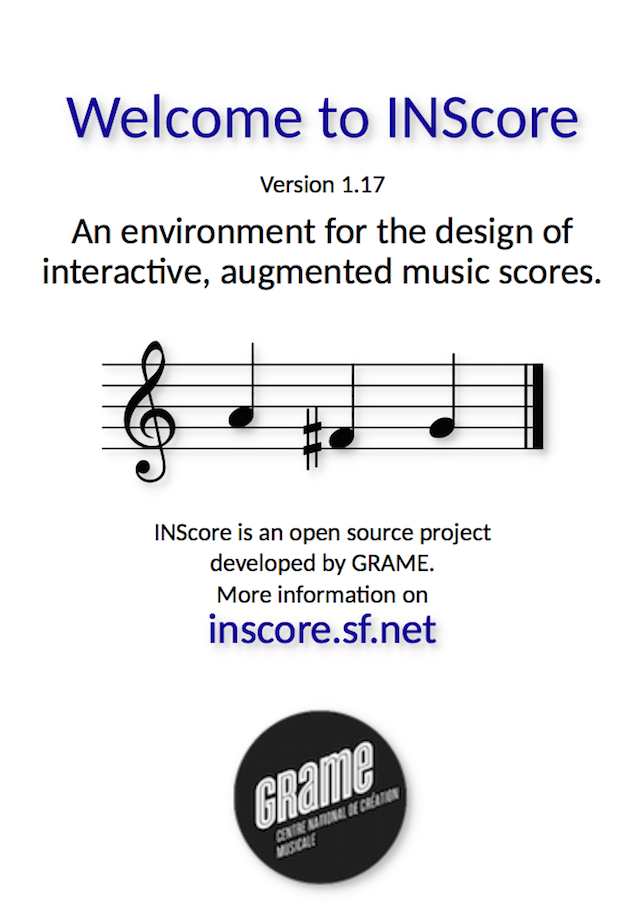 Welcome to INScore
Version 1.17
An environment for the design of
interactive, augmented music scores.
INScore is an open source project
developed by GRAME.
More information on
inscore.sf.net
GRAME
CENTRE NATIONAL DE CRÉATION
MUSICALE